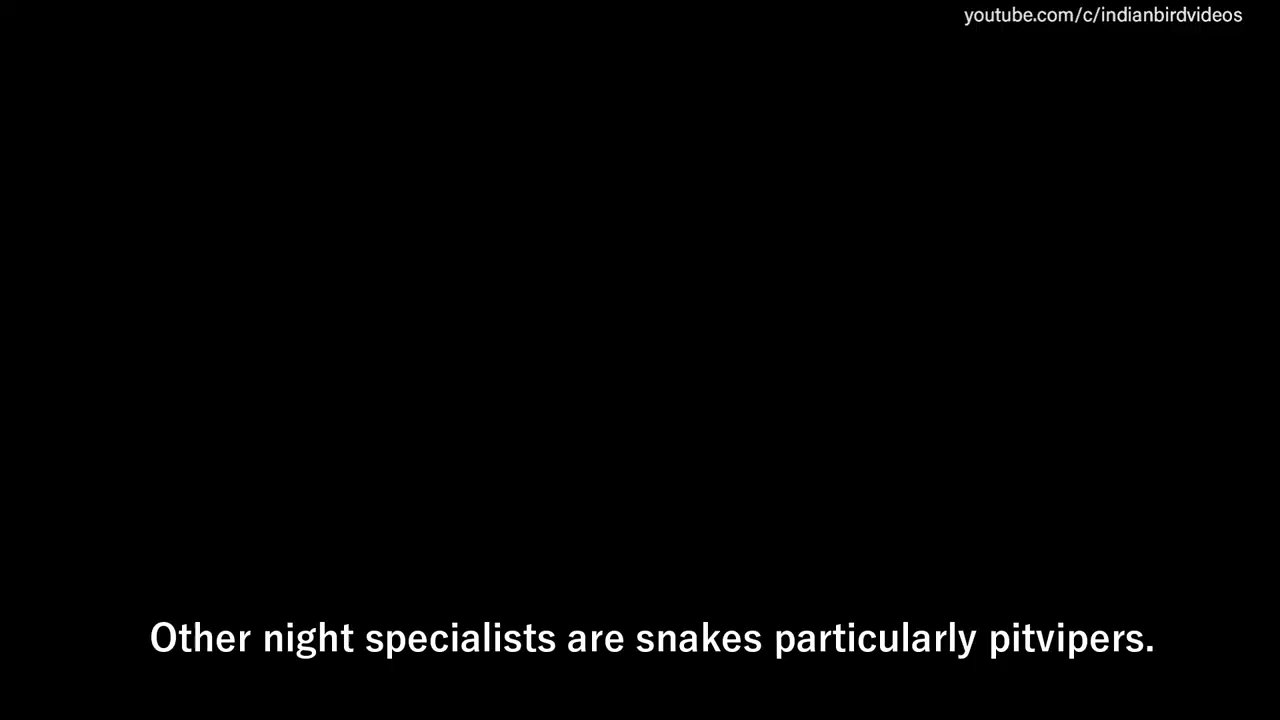 youtube.com/c/indianbirdvideos
Other night specialists are snakes particularly pitvipers.